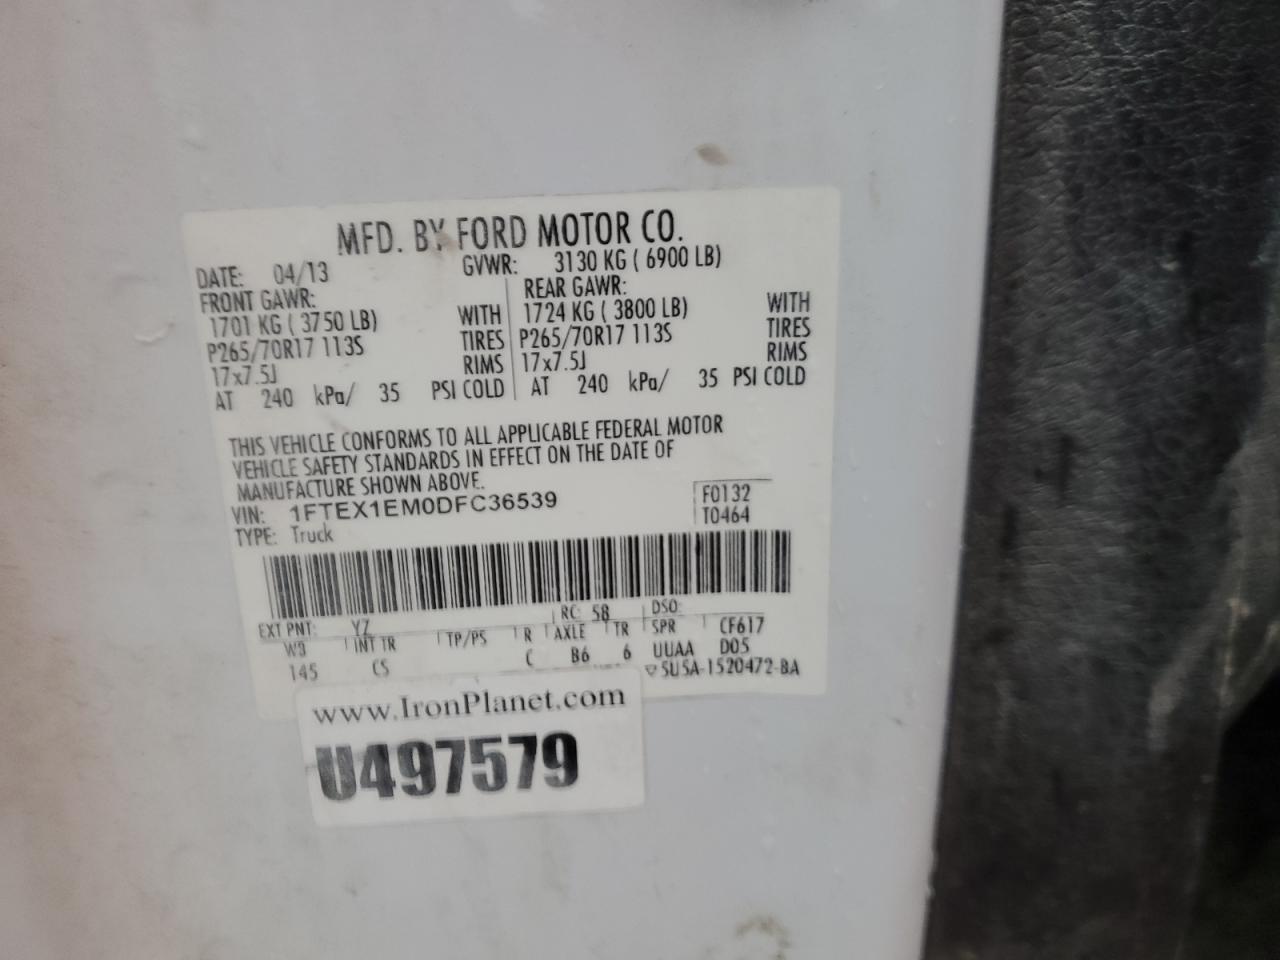 MFD. BY FORD MOTOR CO.
DATE: 04/13 GVWR: 3130 KG ( 6900 LB)
FRONT GAWR: REAR GAWR:
1701 KG ( 3750 LB) WITH 1724 KG ( 3800 LB) WITH
P265/70R17 113S TIRES P265/70R17 113S TIRES
17x7.5J RIMS 17x7.5J RIMS
AT 240 kPa/ 35 PSI COLD AT 240 kPa/ 35 PSI COLD
THIS VEHICLE CONFORMS TO ALL APPLICABLE FEDERAL MOTOR
VEHICLE SAFETY STANDARDS IN EFFECT ON THE DATE OF
MANUFACTURE SHOWN ABOVE.
VIN: 1FTEX1EM0DFC36539 F0132
TYPE: Truck T0464
EXT PNT: YZ RC: 58 DSO:
WB INT TR TP/PS R AXLE TR SPR CF617
145 CS C B6 6 UUAA D05
5U5A-1520472-BA
www.IronPlanet.com
U497579